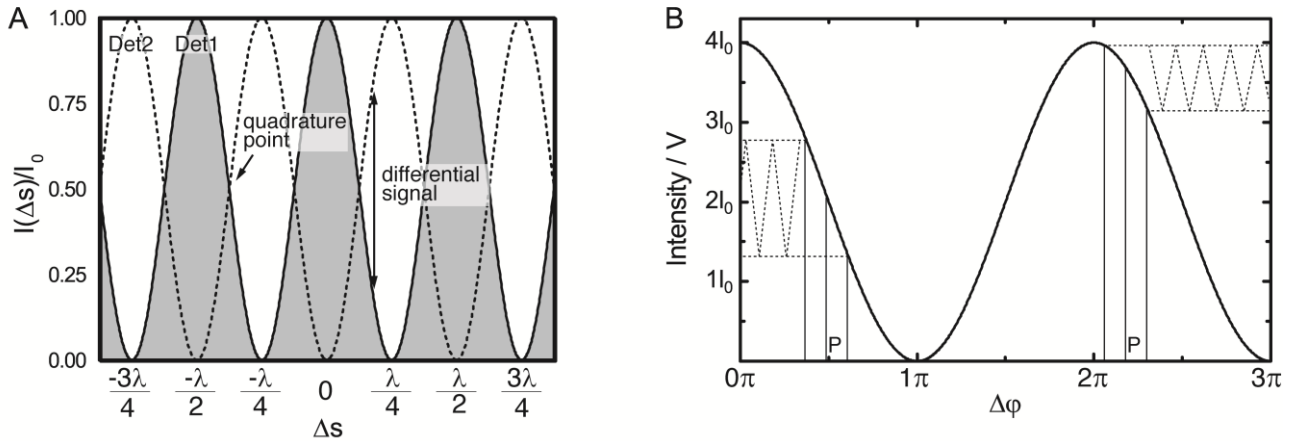 A
1.00
0.75
0.50
0.25
0.00
I(Δs)/I₀
Det2
Det1
quadrature
point
differential
signal
-3λ/4
-λ/2
-λ/4
0
λ/4
λ/2
3λ/4
Δs
B
4I₀
3I₀
2I₀
1I₀
Intensity / V
P
P
0π
1π
2π
3π
Δφ